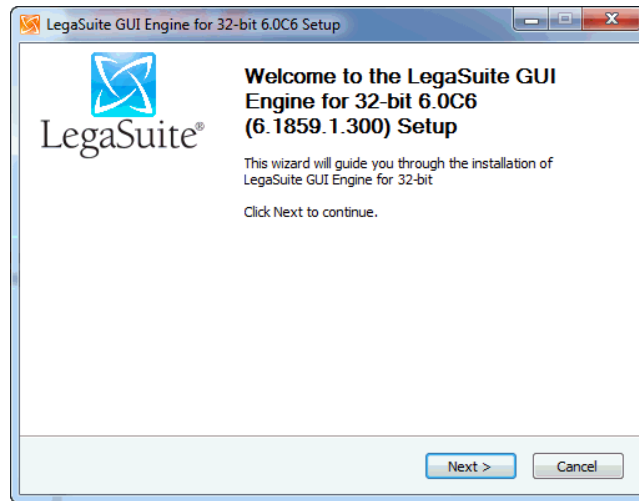 LegaSuite GUI Engine for 32-bit 6.0C6 Setup
LegaSuite®
Welcome to the LegaSuite GUI
Engine for 32-bit 6.0C6
(6.1859.1.300) Setup
This wizard will guide you through the installation of
LegaSuite GUI Engine for 32-bit
Click Next to continue.
Next >
Cancel